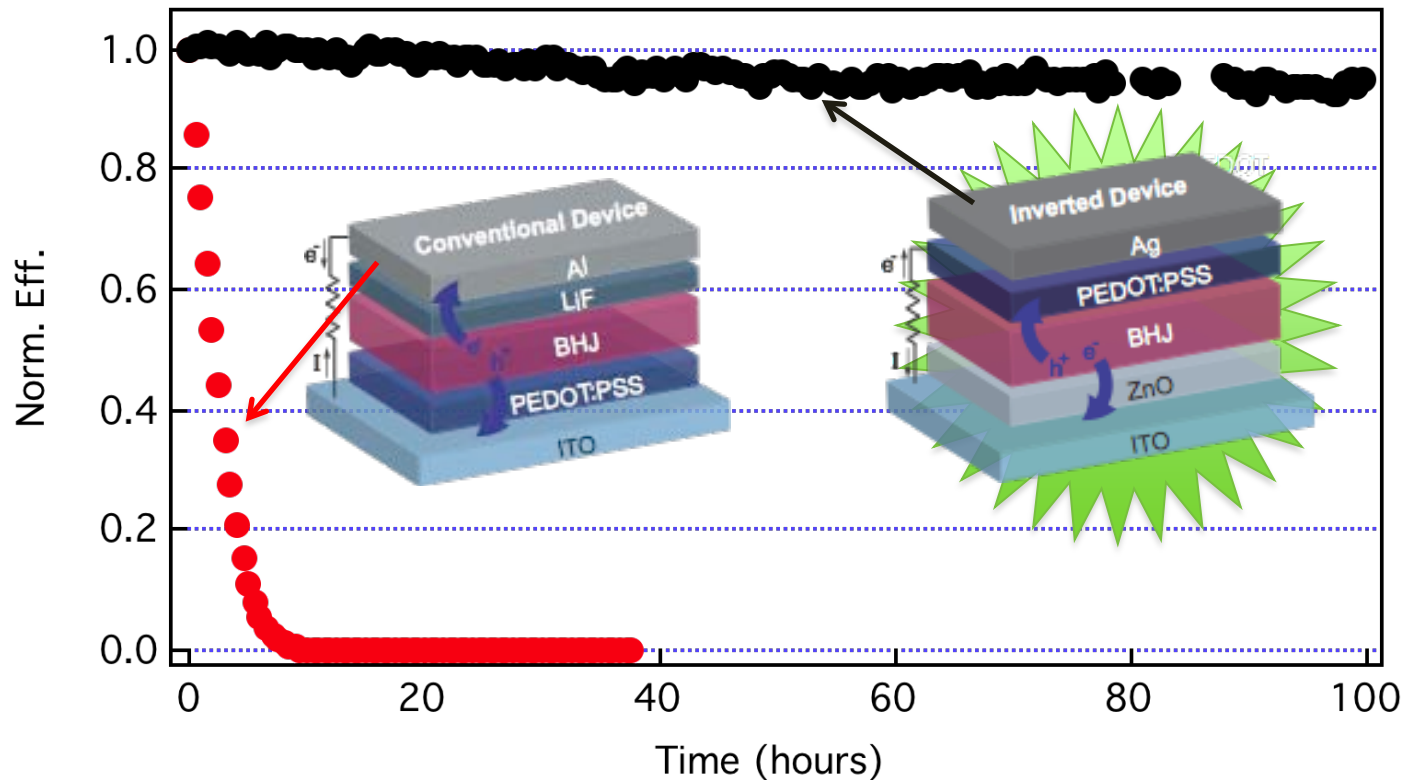 Norm. Eff.
1.0
0.8
0.6
0.4
0.2
0.0
0
20
40
60
80
100
Time (hours)
Conventional Device
Al
LiF
BHJ
PEDOT:PSS
ITO
e-
I
e-
h-
Inverted Device
Ag
PEDOT:PSS
BHJ
ZnO
ITO
e-
I
h+
e-